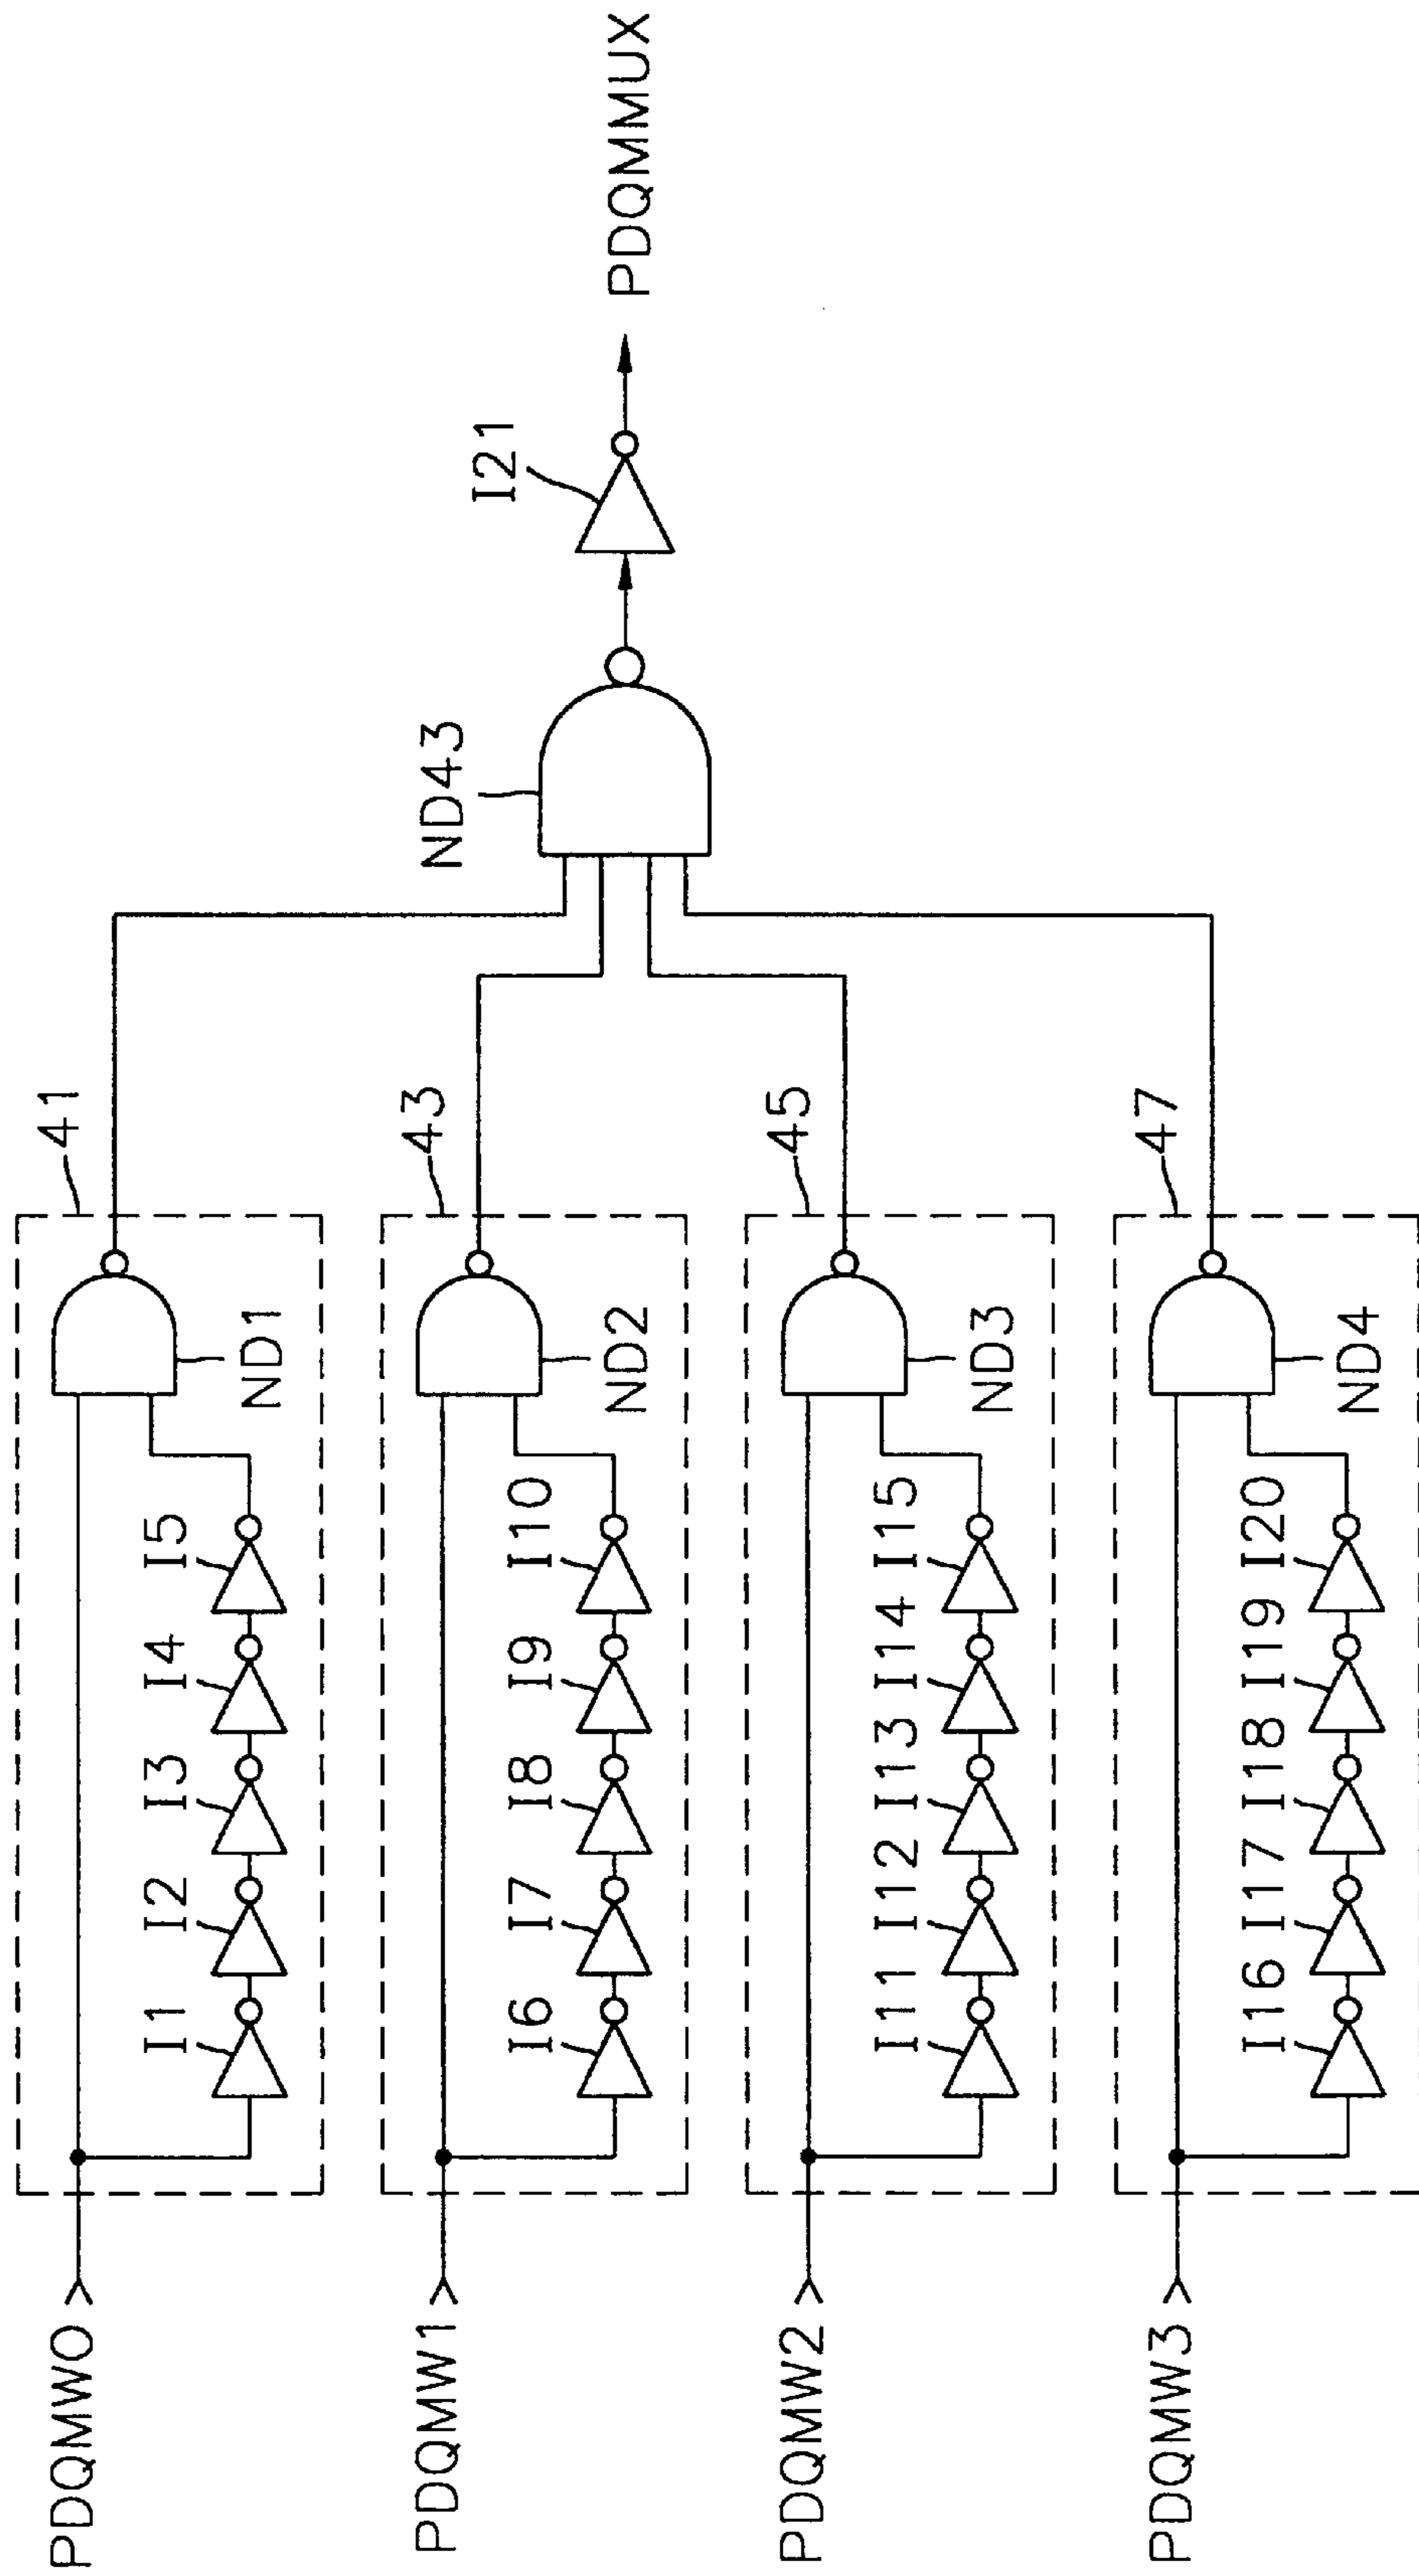 PDQMW0
I1
I2
I3
I4
I5
ND1
41
PDQMW1
I6
I7
I8
I9
I10
ND2
43
PDQMW2
I11
I12
I13
I14
I15
ND3
45
PDQMW3
I16
I17
I18
I19
I20
ND4
47
ND43
I21
PDQMMUX